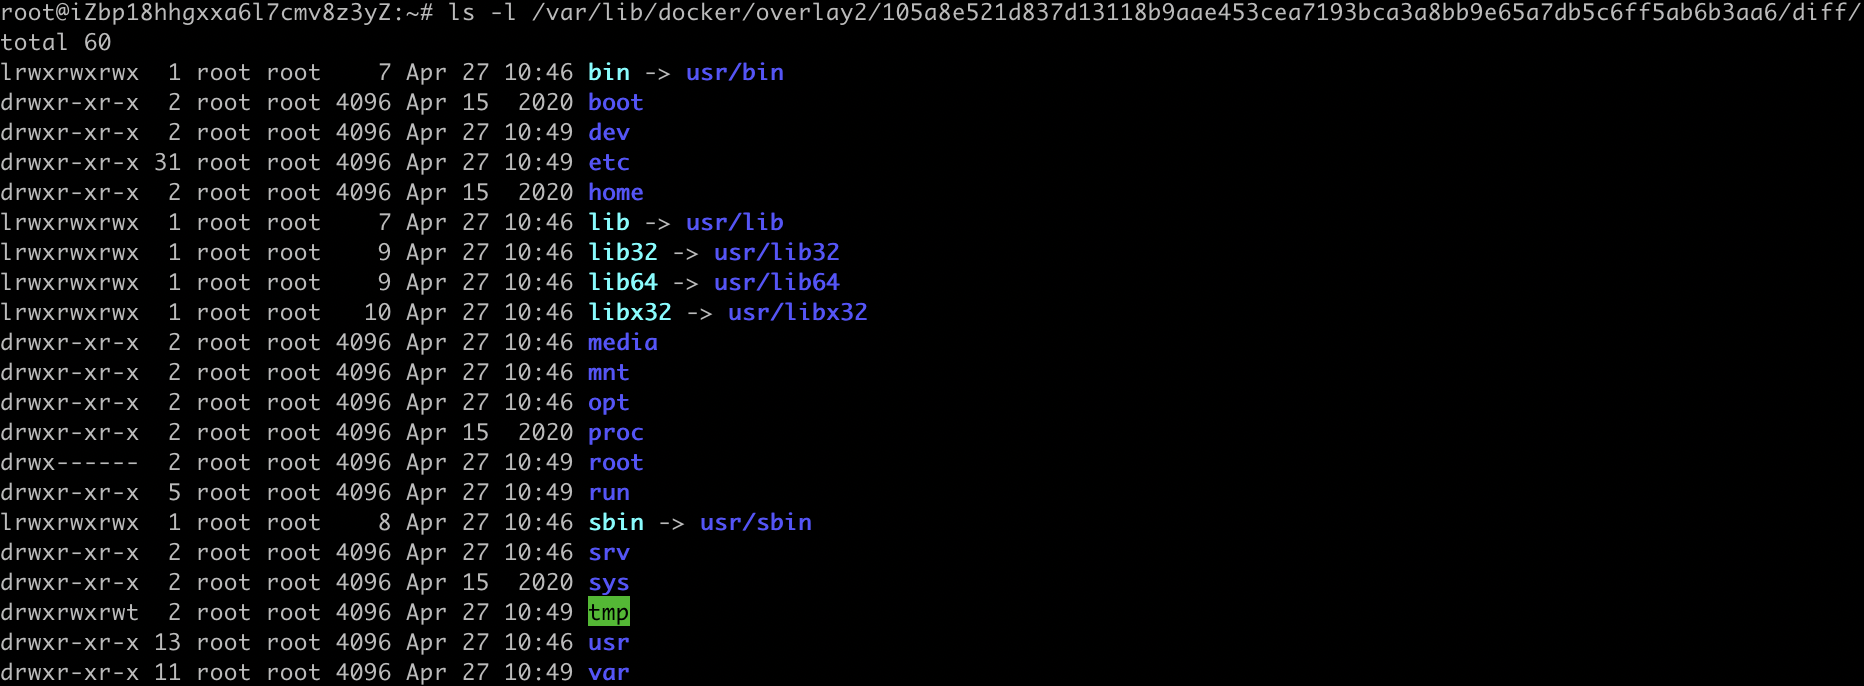 root@iZbp18hhgxxa6l7cmv8z3yZ:~# ls -l /var/lib/docker/overlay2/105a8e521d837d13118b9aae453cea7193bca3a8bb9e65a7db5c6ff5ab6b3aa6/diff/
total 60
lrwxrwxrwx  1 root root    7 Apr 27 10:46 bin -> usr/bin
drwxr-xr-x  2 root root 4096 Apr 15  2020 boot
drwxr-xr-x  2 root root 4096 Apr 27 10:49 dev
drwxr-xr-x 31 root root 4096 Apr 27 10:49 etc
drwxr-xr-x  2 root root 4096 Apr 15  2020 home
lrwxrwxrwx  1 root root    7 Apr 27 10:46 lib -> usr/lib
lrwxrwxrwx  1 root root    9 Apr 27 10:46 lib32 -> usr/lib32
lrwxrwxrwx  1 root root    9 Apr 27 10:46 lib64 -> usr/lib64
lrwxrwxrwx  1 root root   10 Apr 27 10:46 libx32 -> usr/libx32
drwxr-xr-x  2 root root 4096 Apr 27 10:46 media
drwxr-xr-x  2 root root 4096 Apr 27 10:46 mnt
drwxr-xr-x  2 root root 4096 Apr 27 10:46 opt
drwxr-xr-x  2 root root 4096 Apr 15  2020 proc
drwx------  2 root root 4096 Apr 27 10:49 root
drwxr-xr-x  5 root root 4096 Apr 27 10:49 run
lrwxrwxrwx  1 root root    8 Apr 27 10:46 sbin -> usr/sbin
drwxr-xr-x  2 root root 4096 Apr 27 10:46 srv
drwxr-xr-x  2 root root 4096 Apr 15  2020 sys
drwxrwxrwt  2 root root 4096 Apr 27 10:49 tmp
drwxr-xr-x 13 root root 4096 Apr 27 10:46 usr
drwxr-xr-x 11 root root 4096 Apr 27 10:49 var